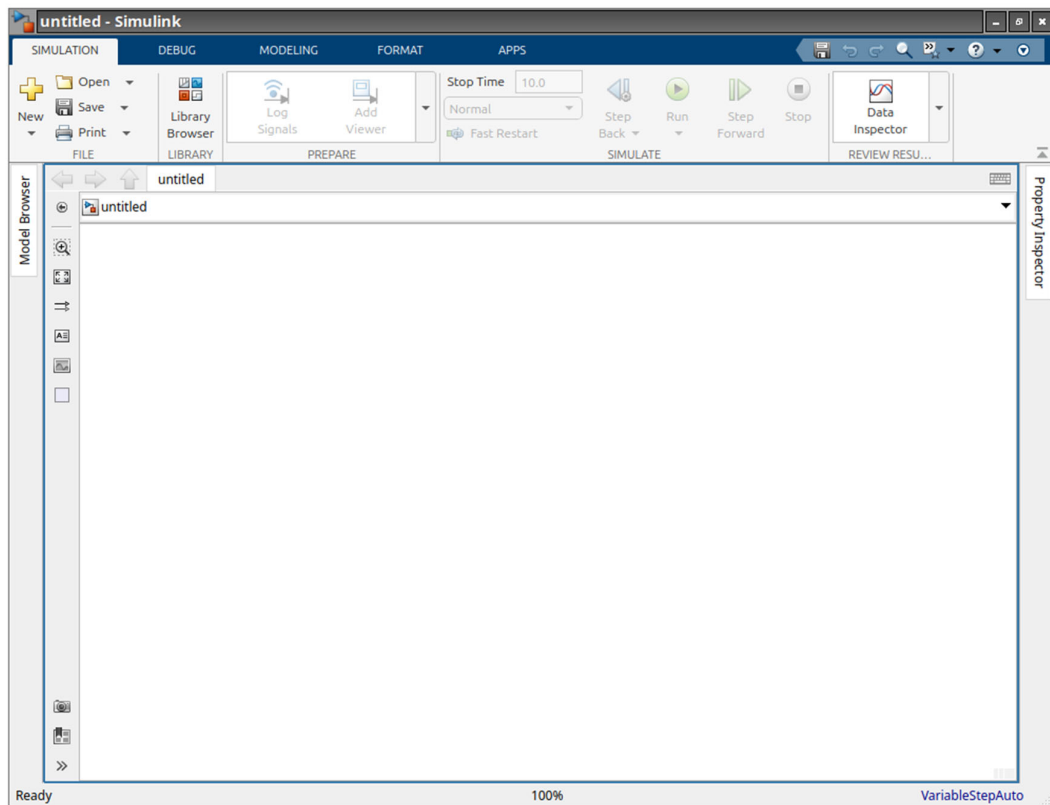 untitled - Simulink
SIMULATION DEBUG MODELING FORMAT APPS
New
Open
Save
Print
FILE
Library
Browser
LIBRARY
Log
Signals
Add
Viewer
PREPARE
Stop Time 10.0
Normal
Fast Restart
Step
Back
Run
Step
Forward
Stop
SIMULATE
Data
Inspector
REVIEW RESU...
Model Browser
untitled
untitled
Property Inspector
Ready 100% VariableStepAuto